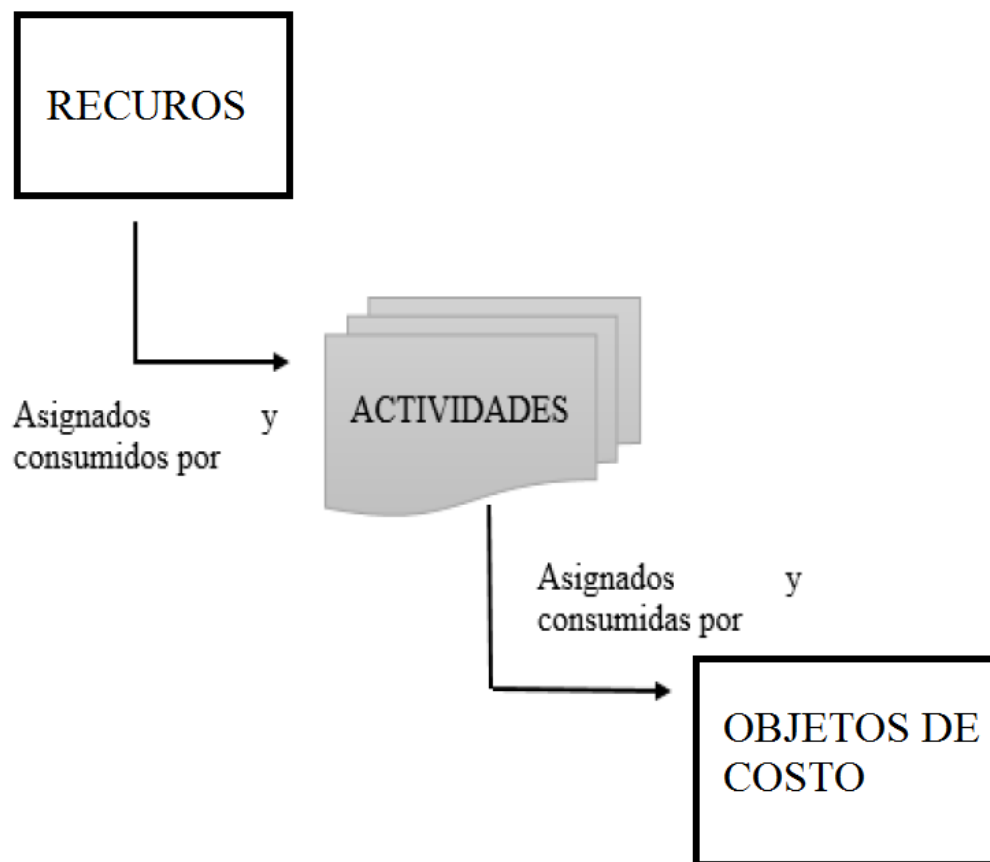 RECUROS
Asignados y
consumidos por
ACTIVIDADES
Asignados y
consumidas por
OBJETOS DE
COSTO